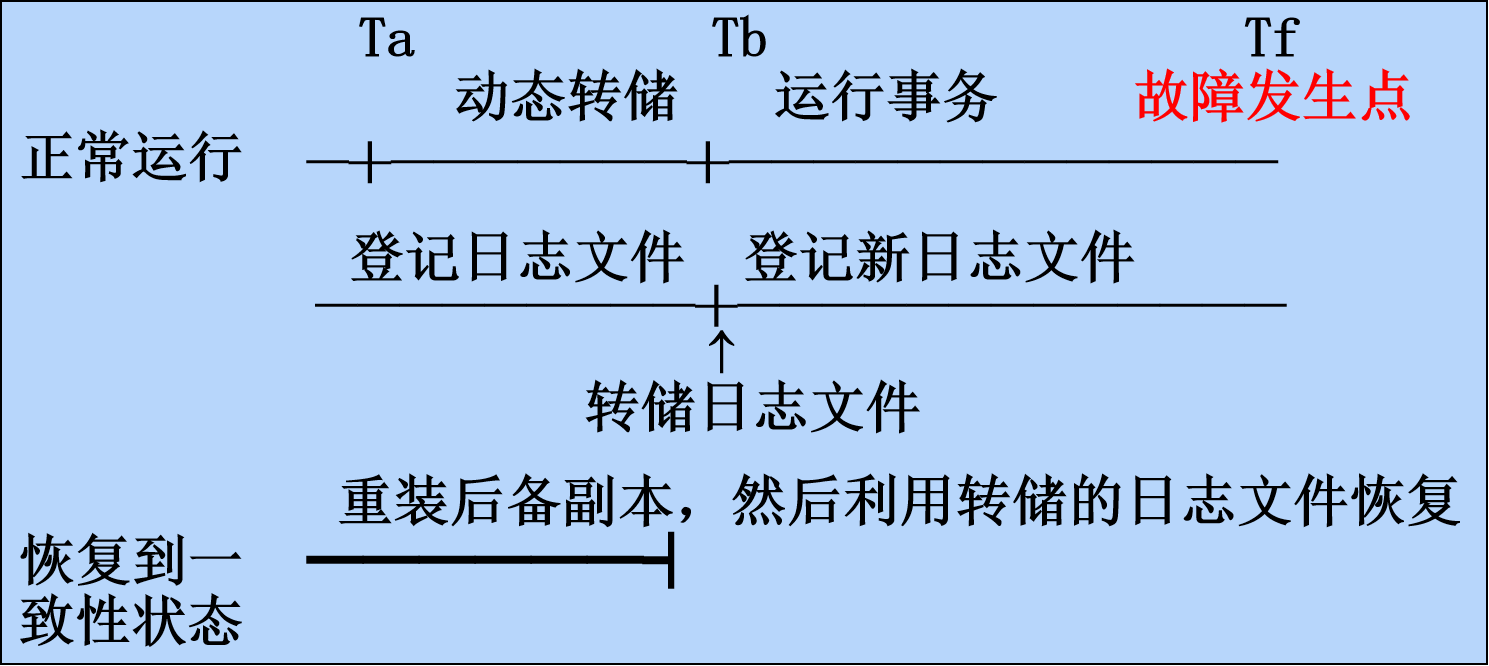 Ta Tb Tf
动态转储 运行事务 故障发生点
正常运行
登记日志文件 登记新日志文件
↑
转储日志文件
重装后备副本，然后利用转储的日志文件恢复
恢复到一
致性状态